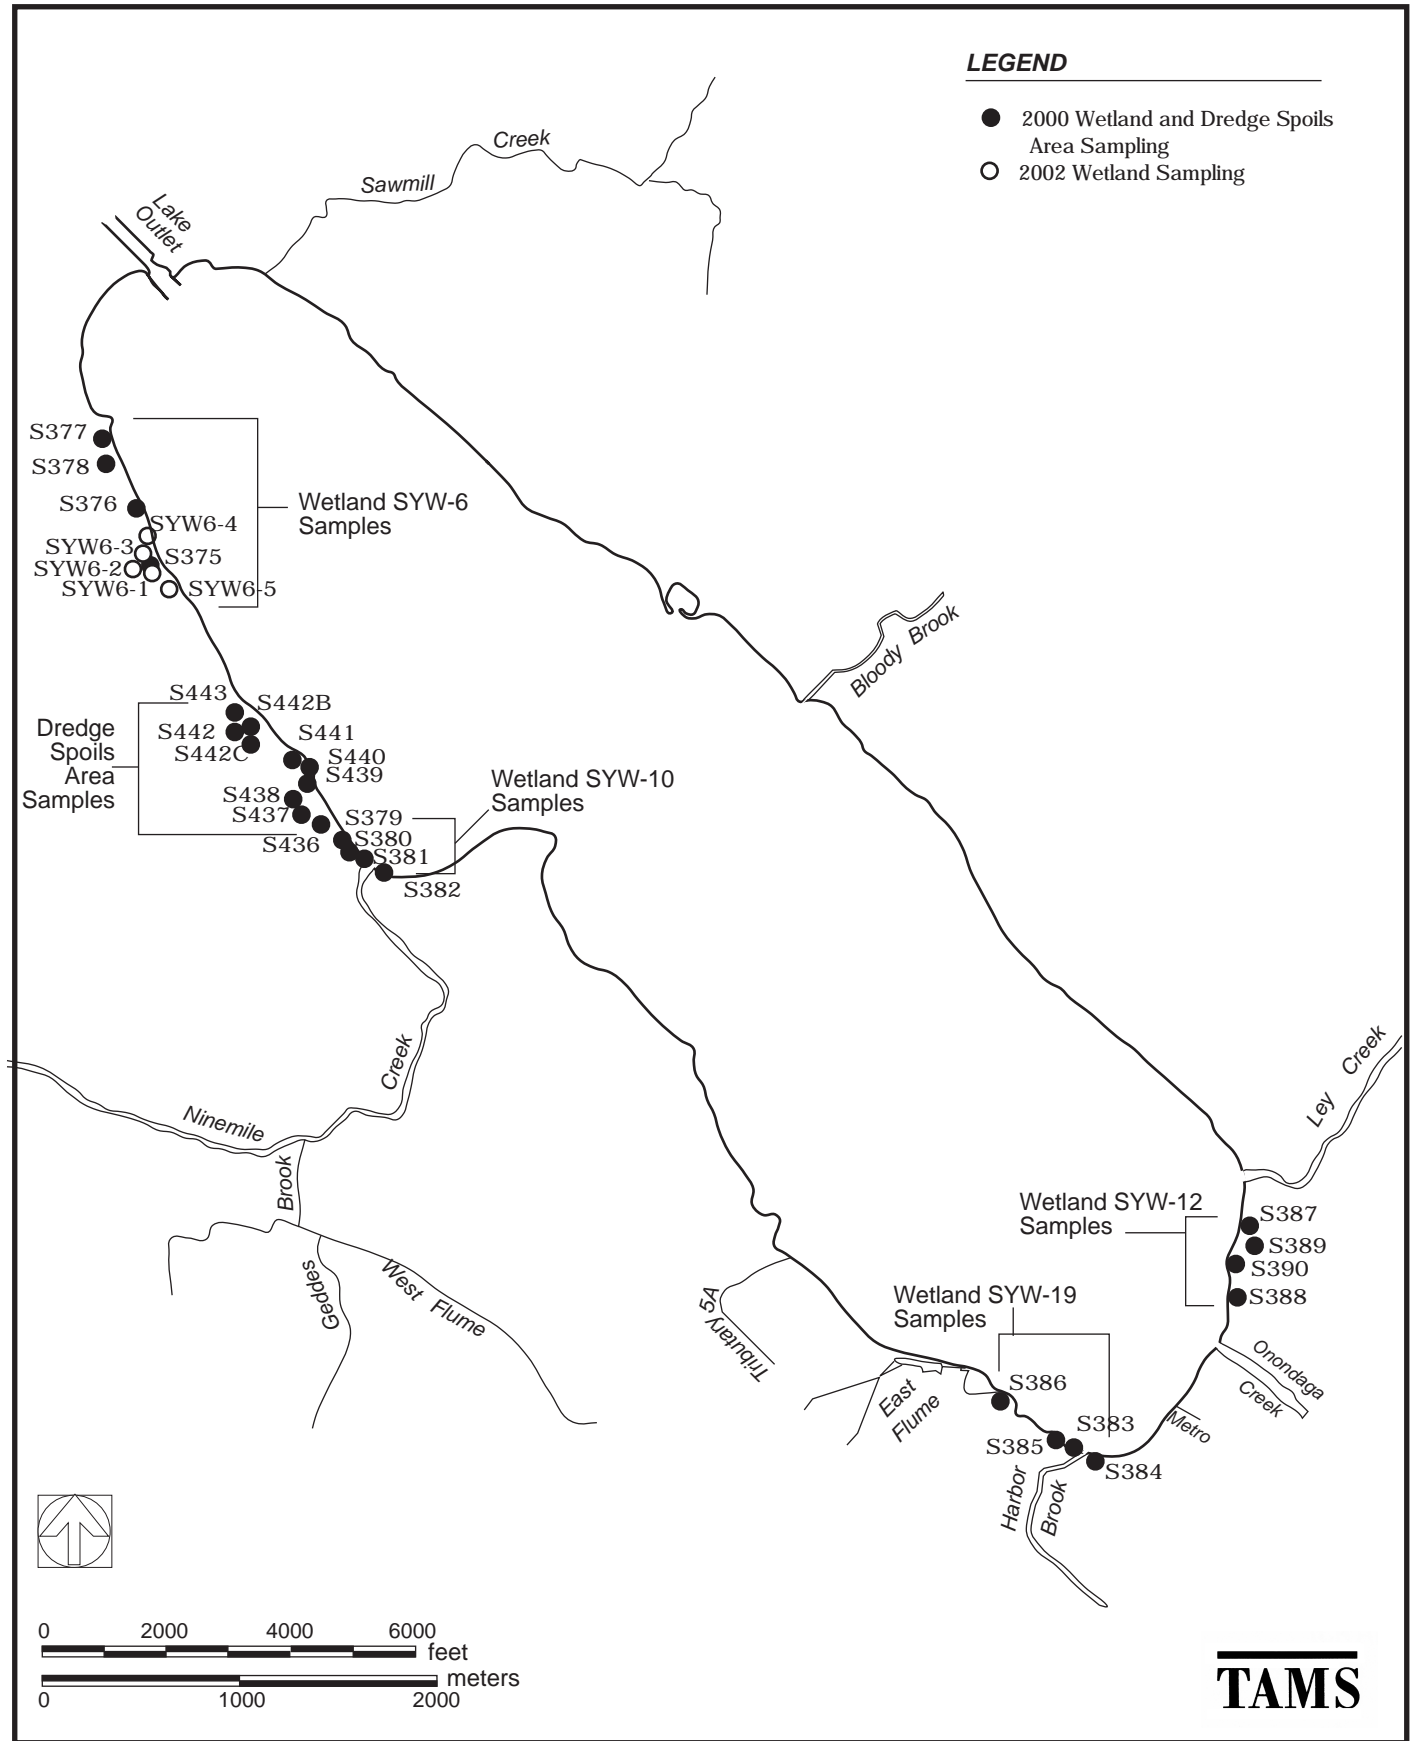 LEGEND
2000 Wetland and Dredge Spoils
Area Sampling
2002 Wetland Sampling
Creek
Sawmill
Lake
Outlet
S377
S378
S376
SYW6-4
SYW6-3
S375
SYW6-2
SYW6-1
SYW6-5
Wetland SYW-6
Samples
Bloody Brook
S443
S442B
S442
S441
S442C
S440
S439
S438
S437
S379
S436
S380
S381
S382
Dredge
Spoils
Area
Samples
Wetland SYW-10
Samples
Creek
Ninemile
Brook
Geddes
West Flume
Ley Creek
Wetland SYW-12
Samples
S387
S389
S390
S388
Tributary 5A
Wetland SYW-19
Samples
Onondaga
Creek
Metro
East
Flume
S386
S383
S385
S384
Harbor
Brook
0 2000 4000 6000
feet
meters
0 1000 2000
TAMS